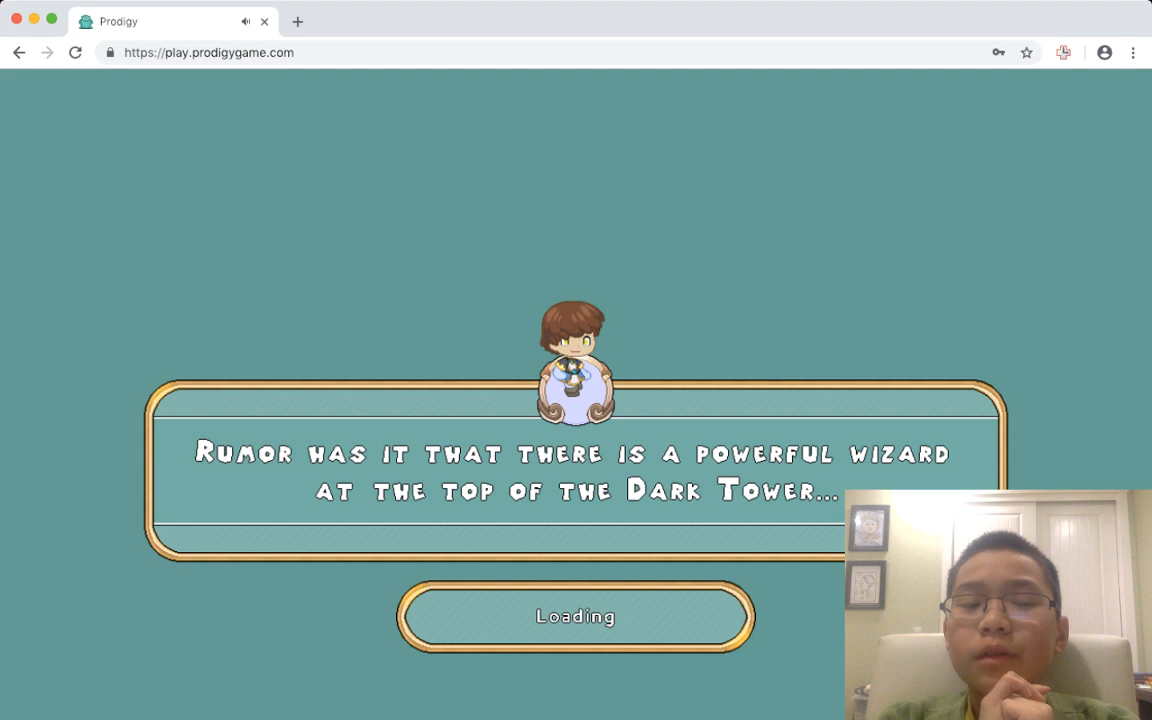 Prodigy
https://play.prodigygame.com
Rumor has it that there is a powerful wizard
at the top of the Dark Tower...
Loading